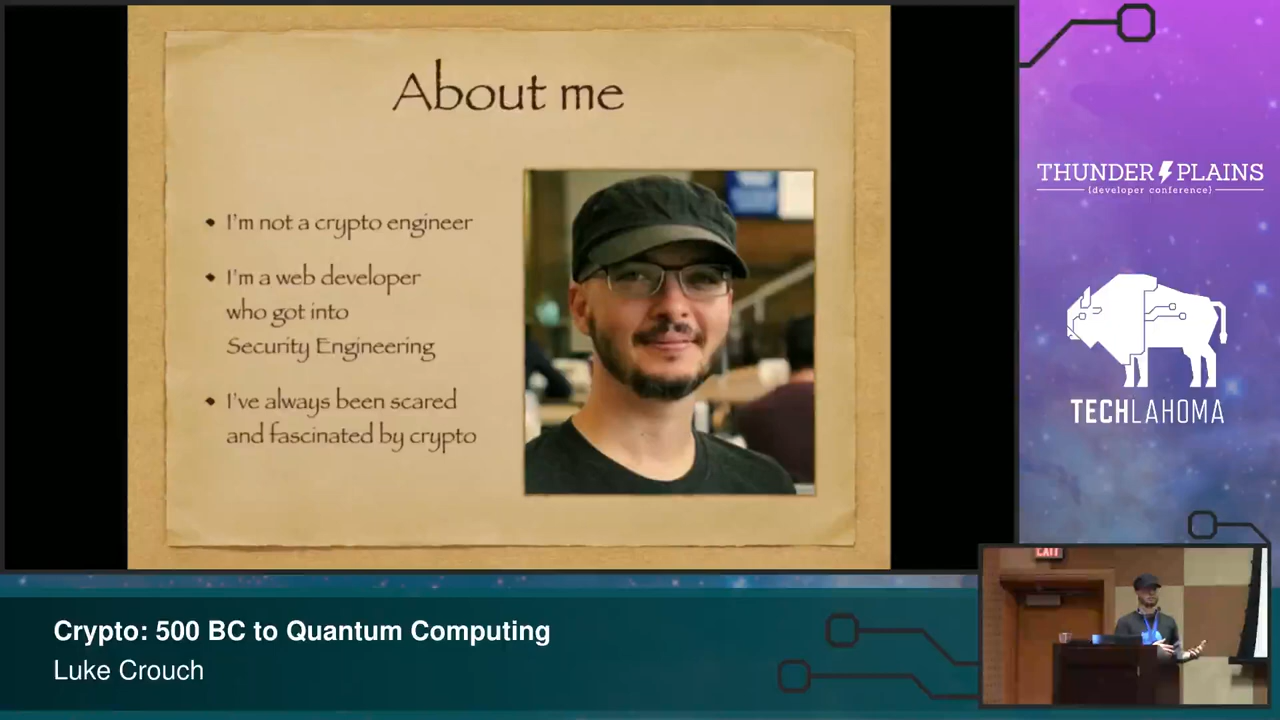 About me
• I'm not a crypto engineer
• I'm a web developer
who got into
Security Engineering
• I've always been scared
and fascinated by crypto
THUNDER PLAINS
{developer conference}
TECHLAHOMA
EXIT
Crypto: 500 BC to Quantum Computing
Luke Crouch